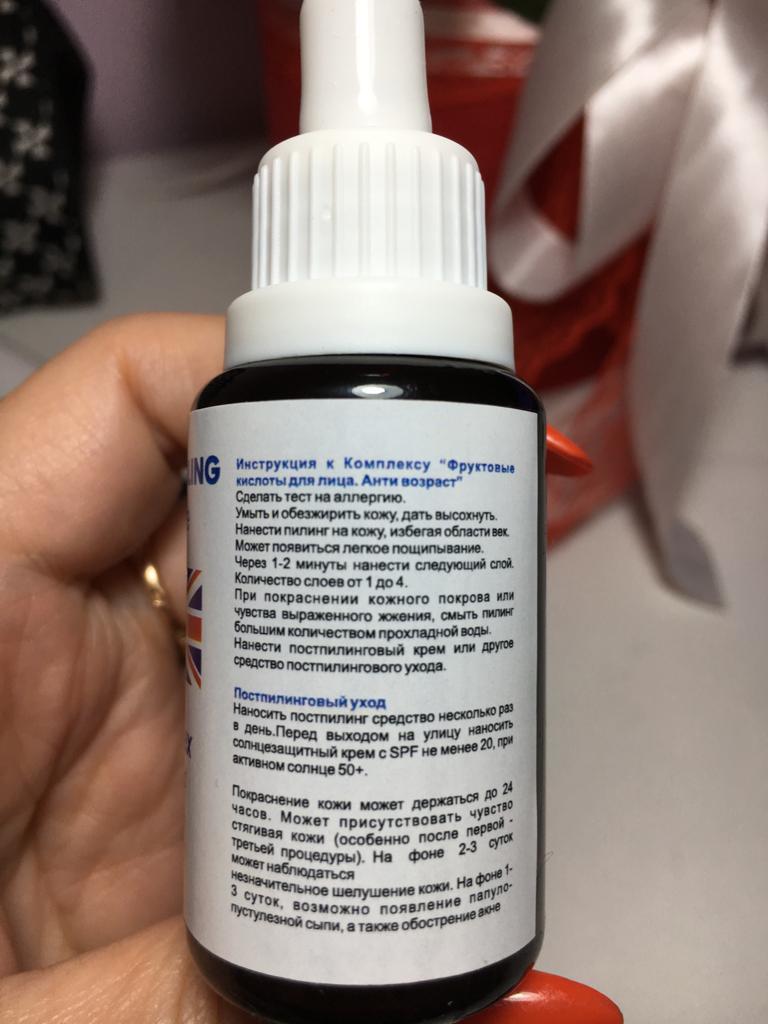 Инструкция к Комплексу "Фруктовые
кислоты для лица. Анти возраст"
Сделать тест на аллергию.
Умыть и обезжирить кожу, дать высохнуть.
Нанести пилинг на кожу, избегая области век.
Может появиться легкое пощипывание.
Через 1-2 минуты нанести следующий слой.
Количество слоев от 1 до 4.
При покраснении кожного покрова или
чувства выраженного жжения, смыть пилинг
большим количеством прохладной воды.
Нанести постпилинговый крем или другое
средство постпилингового ухода.
Постпилинговый уход
Наносить постпилинг средство несколько раз
в день.Перед выходом на улицу наносить
солнцезащитный крем с SPF не менее 20, при
активном солнце 50+.
Покраснение кожи может держаться до 24
часов. Может присутствовать чувство
стягивая кожи (особенно после первой -
третьей процедуры). На фоне 2-3 суток
может наблюдаться
незначительное шелушение кожи. На фоне 1-
3 суток, возможно появление папуло-
пустулезной сыпи, а также обострение акне